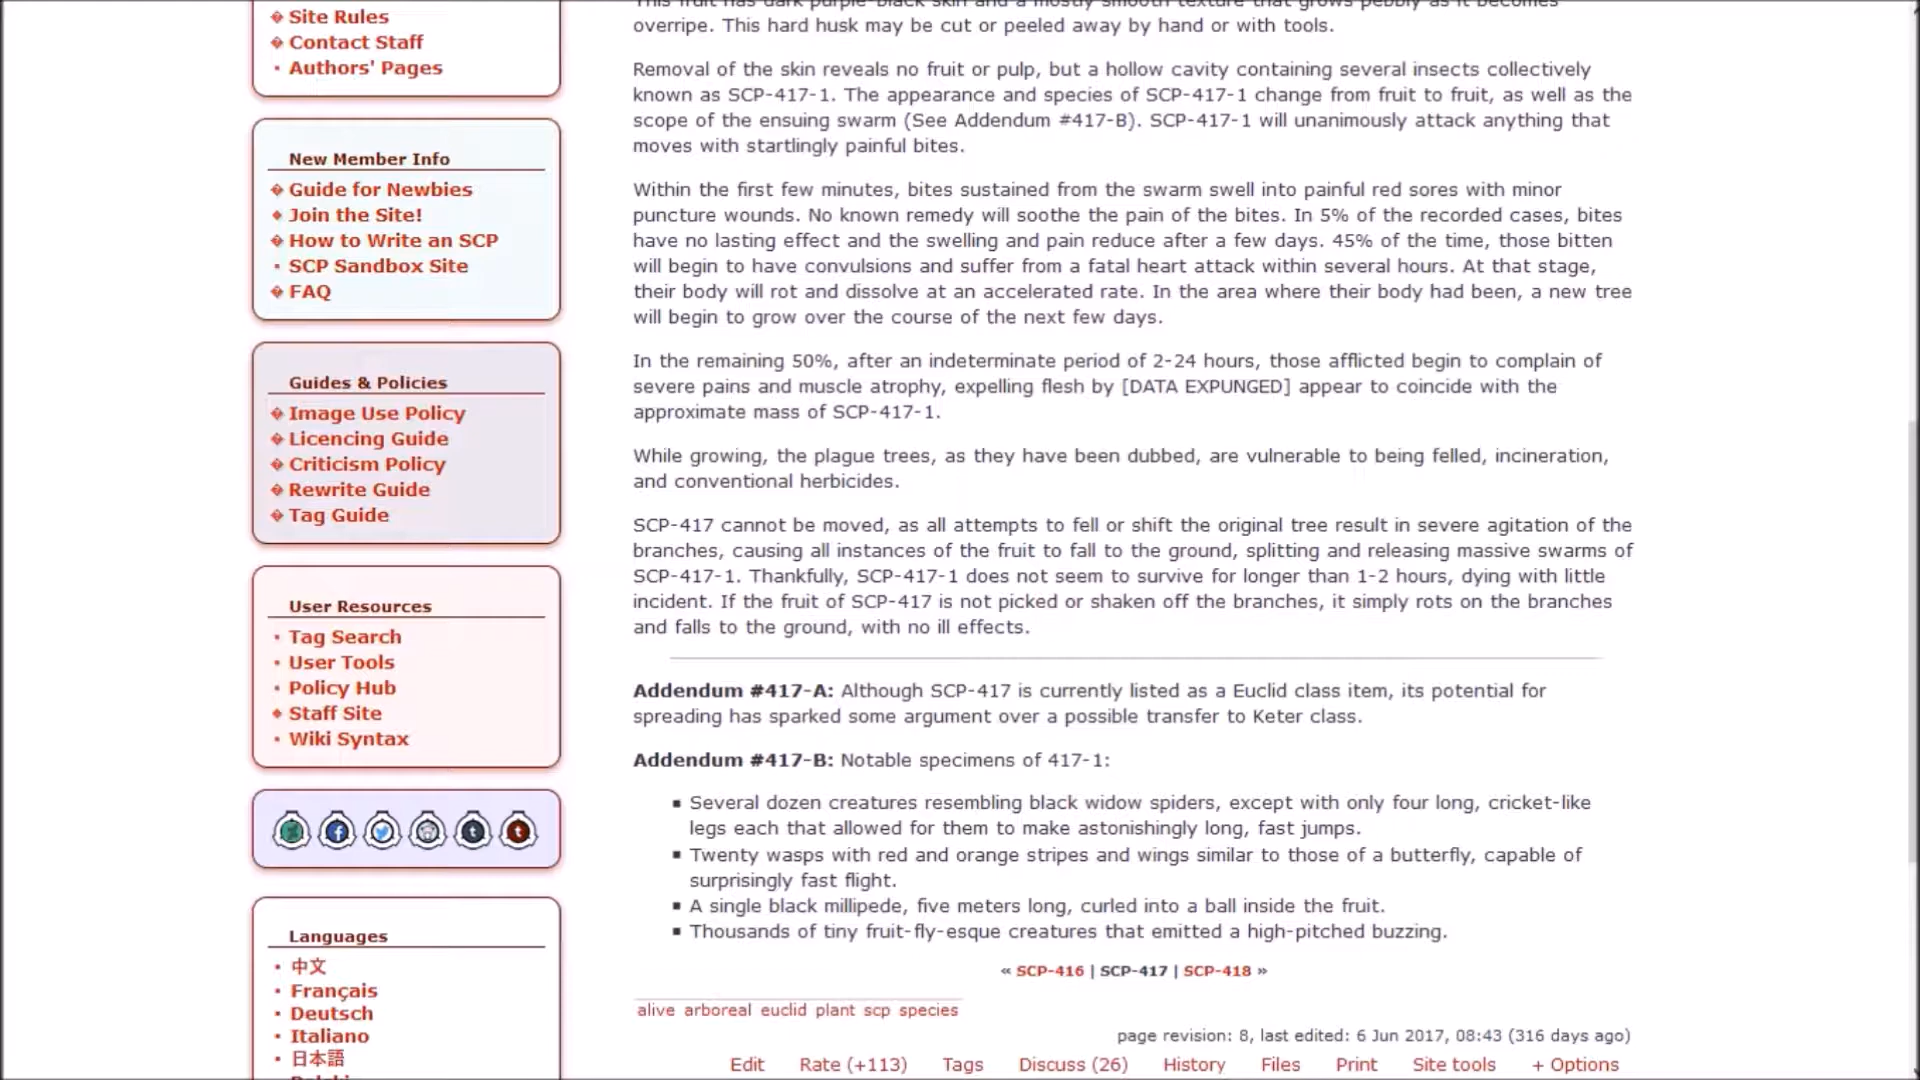 Site Rules
Contact Staff
Authors' Pages
New Member Info
Guide for Newbies
Join the Site!
How to Write an SCP
SCP Sandbox Site
FAQ
Guides & Policies
Image Use Policy
Licencing Guide
Criticism Policy
Rewrite Guide
Tag Guide
User Resources
Tag Search
User Tools
Policy Hub
Staff Site
Wiki Syntax
Languages
中文
Français
Deutsch
Italiano
日本語
This fruit has dark purple-black skin and a mostly smooth texture that grows pebbly as it becomes
overripe. This hard husk may be cut or peeled away by hand or with tools.
Removal of the skin reveals no fruit or pulp, but a hollow cavity containing several insects collectively
known as SCP-417-1. The appearance and species of SCP-417-1 change from fruit to fruit, as well as the
scope of the ensuing swarm (See Addendum #417-B). SCP-417-1 will unanimously attack anything that
moves with startlingly painful bites.
Within the first few minutes, bites sustained from the swarm swell into painful red sores with minor
puncture wounds. No known remedy will soothe the pain of the bites. In 5% of the recorded cases, bites
have no lasting effect and the swelling and pain reduce after a few days. 45% of the time, those bitten
will begin to have convulsions and suffer from a fatal heart attack within several hours. At that stage,
their body will rot and dissolve at an accelerated rate. In the area where their body had been, a new tree
will begin to grow over the course of the next few days.
In the remaining 50%, after an indeterminate period of 2-24 hours, those afflicted begin to complain of
severe pains and muscle atrophy, expelling flesh by [DATA EXPUNGED] appear to coincide with the
approximate mass of SCP-417-1.
While growing, the plague trees, as they have been dubbed, are vulnerable to being felled, incineration,
and conventional herbicides.
SCP-417 cannot be moved, as all attempts to fell or shift the original tree result in severe agitation of the
branches, causing all instances of the fruit to fall to the ground, splitting and releasing massive swarms of
SCP-417-1. Thankfully, SCP-417-1 does not seem to survive for longer than 1-2 hours, dying with little
incident. If the fruit of SCP-417 is not picked or shaken off the branches, it simply rots on the branches
and falls to the ground, with no ill effects.
Addendum #417-A: Although SCP-417 is currently listed as a Euclid class item, its potential for
spreading has sparked some argument over a possible transfer to Keter class.
Addendum #417-B: Notable specimens of 417-1:
Several dozen creatures resembling black widow spiders, except with only four long, cricket-like
legs each that allowed for them to make astonishingly long, fast jumps.
Twenty wasps with red and orange stripes and wings similar to those of a butterfly, capable of
surprisingly fast flight.
A single black millipede, five meters long, curled into a ball inside the fruit.
Thousands of tiny fruit-fly-esque creatures that emitted a high-pitched buzzing.
« SCP-416 | SCP-417 | SCP-418 »
alive arboreal euclid plant scp species
page revision: 8, last edited: 6 Jun 2017, 08:43 (316 days ago)
Edit Rate (+113) Tags Discuss (26) History Files Print Site tools + Options